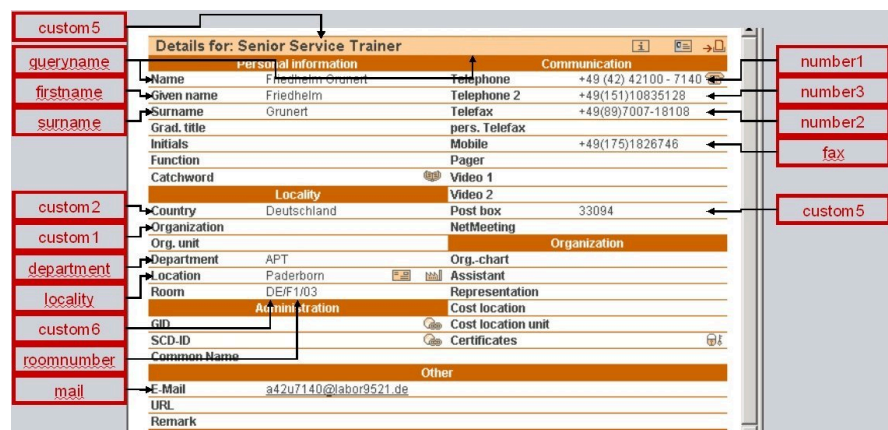 custom5
Details for: Senior Service Trainer
queryname
Personal information Communication
number1
Name Friedhelm Grunert Telephone +49 (42) 42100 - 7140
firstname
Given name Friedhelm Telephone 2 +49(151)10835128
number3
surname
Surname Grunert Telefax +49(89)7007-18108
number2
Grad. title pers. Telefax
Initials Mobile +49(175)1826746
fax
Function Pager
Catchword Video 1
custom2
Locality Video 2
Country Deutschland Post box 33094
custom5
custom1
Organization NetMeeting
Org. unit Organization
department
Department APT Org.-chart
locality
Location Paderborn Assistant
Room DE/F1/03 Representation
custom6
Administration Cost location
GID Cost location unit
roomnumber
SCD-ID Certificates
Common Name
Other
mail
E-Mail a42u7140@labor9521.de
URL
Remark